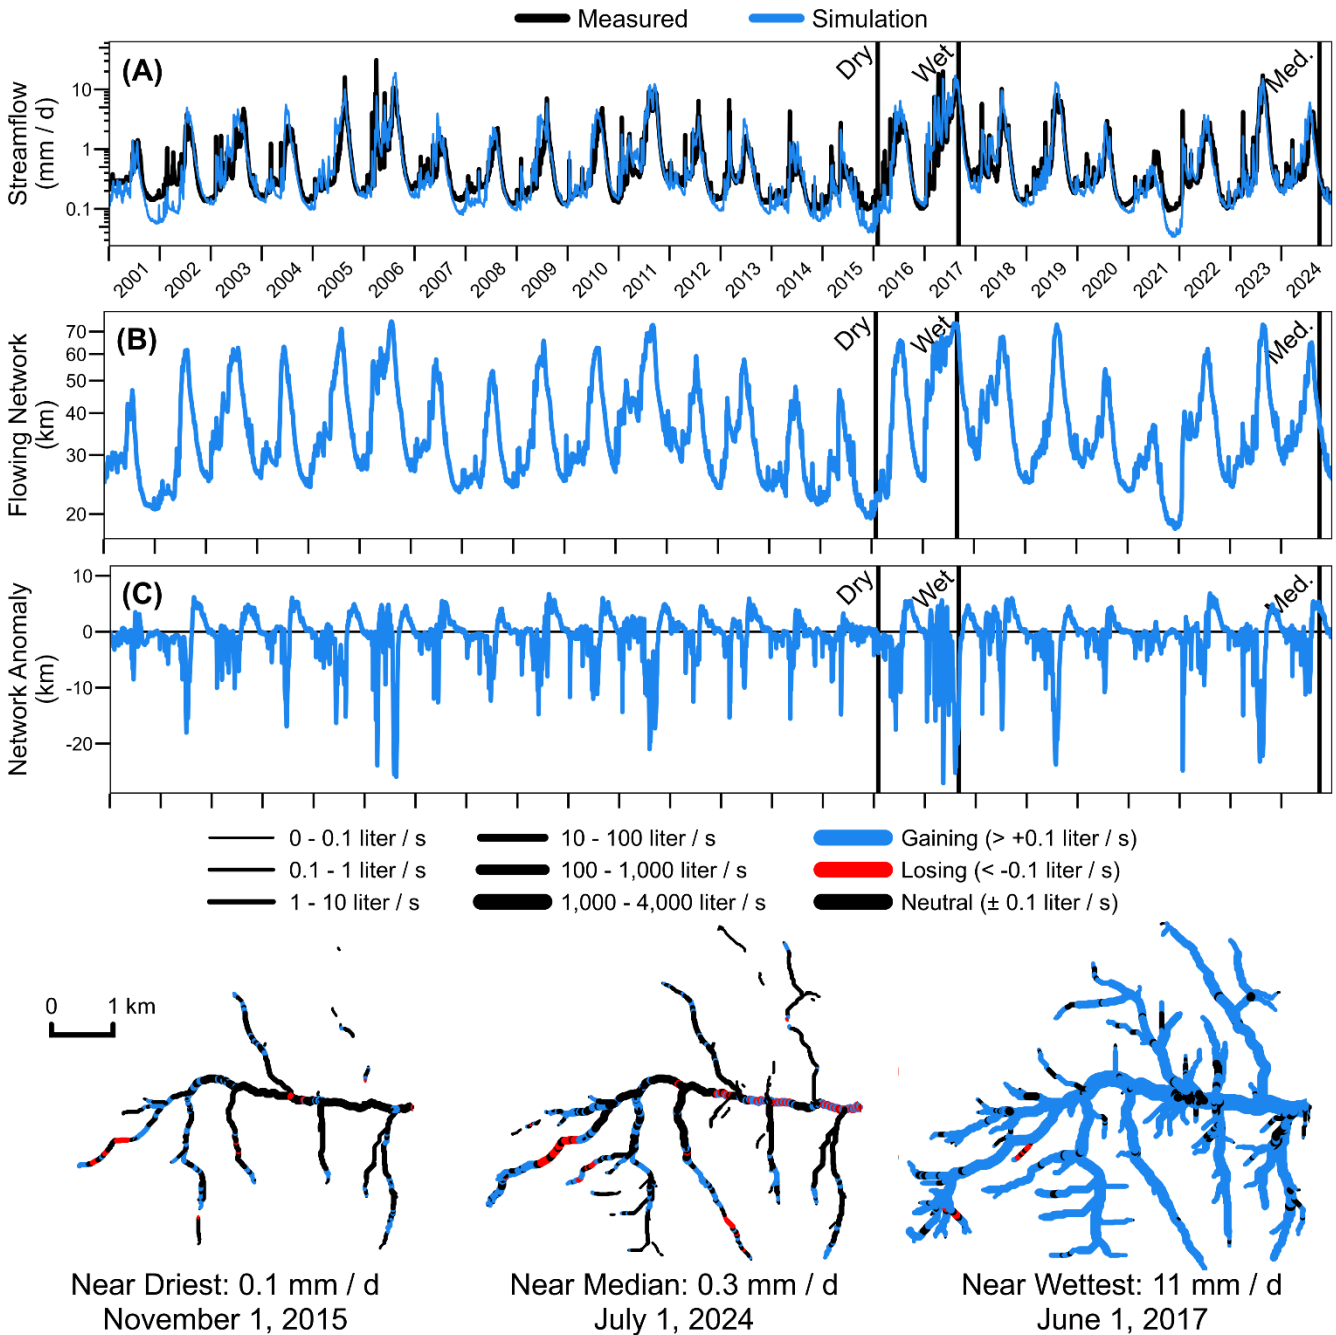 Measured Simulation
(A)
Dry
Wet
Med.
Streamflow
(mm / d)
10
1
0.1
2001 2002 2003 2004 2005 2006 2007 2008 2009 2010 2011 2012 2013 2014 2015 2016 2017 2018 2019 2020 2021 2022 2023 2024
(B)
Dry
Wet
Med.
Flowing Network
(km)
70
60
50
40
30
20
(C)
Dry
Wet
Med.
Network Anomaly
(km)
10
0
-10
-20
0 - 0.1 liter / s 10 - 100 liter / s Gaining (> +0.1 liter / s)
0.1 - 1 liter / s 100 - 1,000 liter / s Losing (< -0.1 liter / s)
1 - 10 liter / s 1,000 - 4,000 liter / s Neutral (± 0.1 liter / s)
0 1 km
Near Driest: 0.1 mm / d Near Median: 0.3 mm / d Near Wettest: 11 mm / d
November 1, 2015 July 1, 2024 June 1, 2017